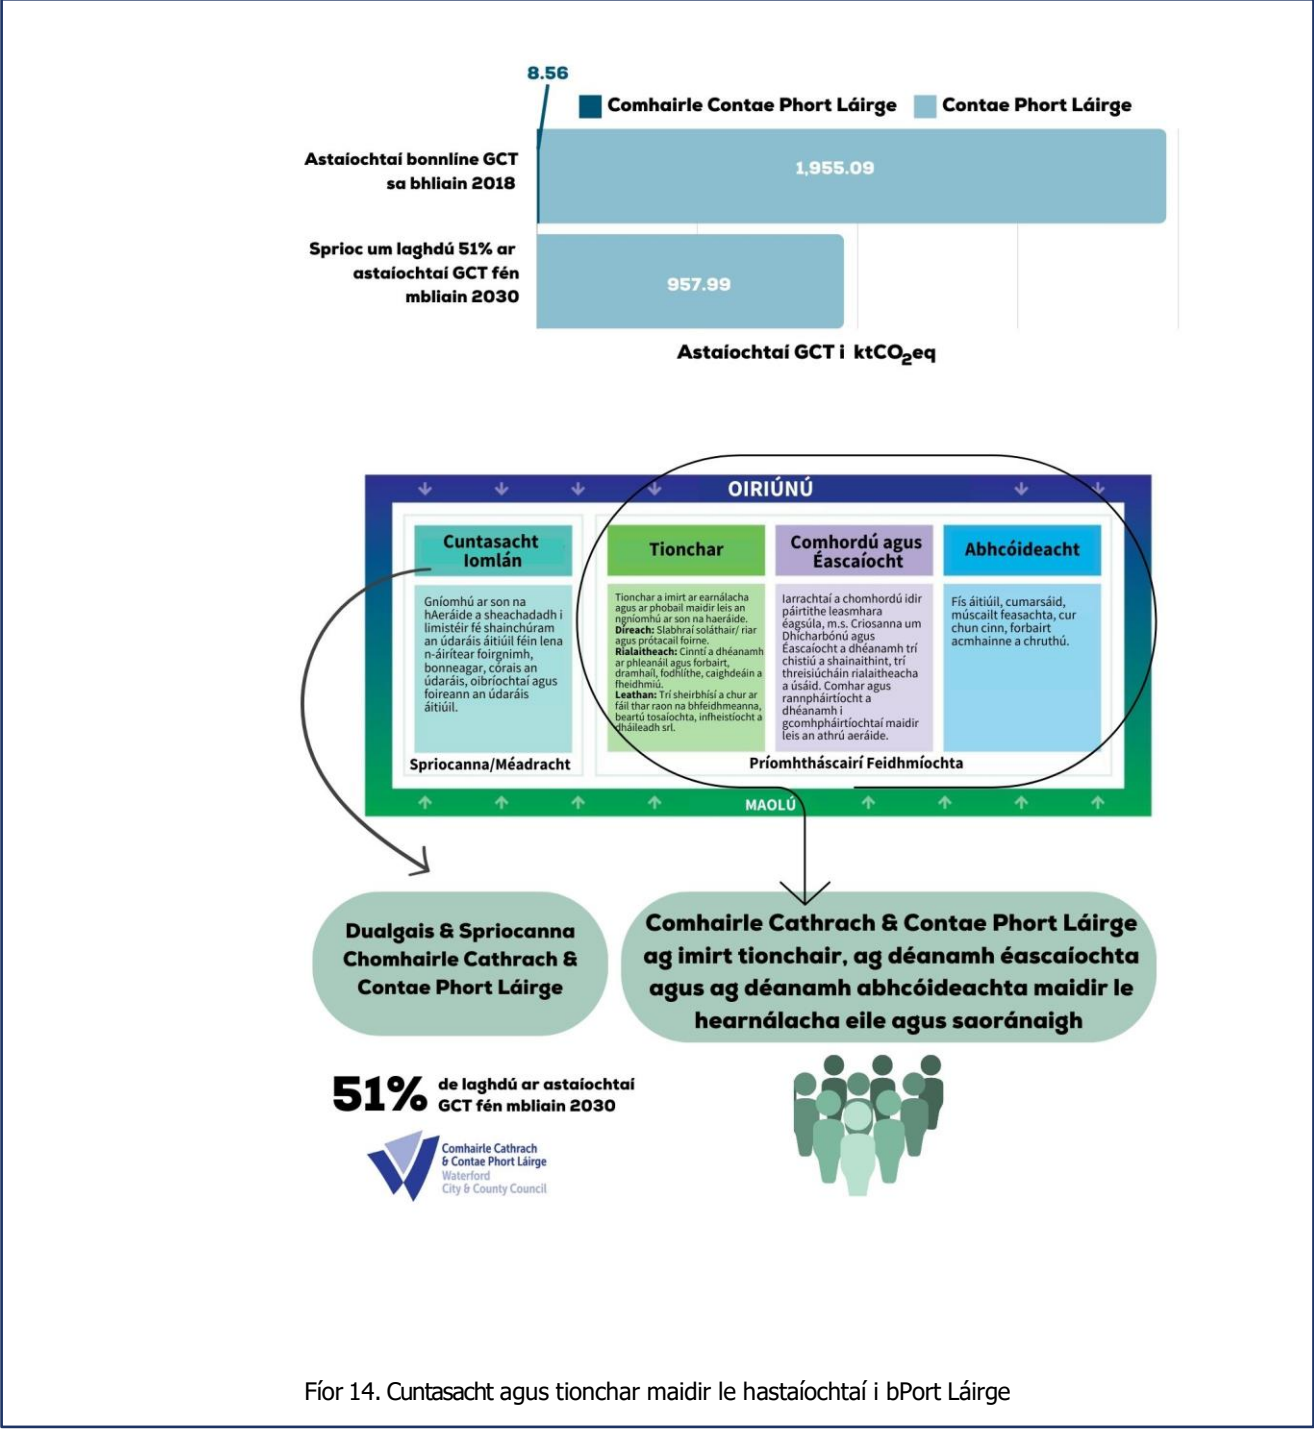 8.56
Comhairle Contae Phort Láirge
Contae Phort Láirge
Astaíochtaí bonnlíne GCT
sa bhliain 2018
1,955.09
Sprioc um laghdú 51% ar
astaíochtaí GCT fén
mbliain 2030
957.99
Astaíochtaí GCT i ktCO₂eq
OIRIÚNÚ
Cuntasacht
Iomlán
Gníomhú ar son na
hAeráide a sheachadadh i
limistéir fé shainchúram
an údaráis áitiúil féin lena
n-áirítear foirgnimh,
bonneagar, córais an
údaráis, oibríochtaí agus
foireann an údaráis
áitiúil.
Spriocanna/Méadracht
Tionchar
Tionchar a imirt ar earnálacha
agus ar phobail maidir leis an
ngníomhú ar son na haeráide.
Díreach: Slabhraí soláthair/ riar
agus prótacail foirne.
Rialaitheach: Cinntí a dhéanamh
ar phleanáil agus forbairt,
dramhaíl, fodhlíthe, caighdeáin a
fheidhmiú.
Leathan: Trí sheirbhísí a chur ar
fáil thar raon na bhfeidhmeanna,
beartú tosaíochta, infheistíocht a
dháileadh srl.
Comhordú agus
Éascaíocht
Iarrachtaí a chomhordú idir
páirtithe leasmhara
éagsúla, m.s. Criosanna um
Dhícharbónú agus
Éascaíocht a dhéanamh trí
chistiú a shainaithint, trí
threisiúcháin rialaitheacha
a úsáid. Comhar agus
rannpháirtíocht a
dhéanamh i
gcomhpháirtíochtaí maidir
leis an athrú aeráide.
Abhcóideacht
Fís áitiúil, cumarsáid,
múscailt feasachta, cur
chun cinn, forbairt
acmhainne a chruthú.
Príomhtháscairí Feidhmíochta
MAOLÚ
Dualgais & Spriocanna
Chomhairle Cathrach &
Contae Phort Láirge
Comhairle Cathrach & Contae Phort Láirge
ag imirt tionchair, ag déanamh éascaíochta
agus ag déanamh abhcóideachta maidir le
hearnálacha eile agus saoránaigh
51% de laghdú ar astaíochtaí
GCT fén mbliain 2030
Comhairle Cathrach
& Contae Phort Láirge
Waterford
City & County Council
Fíor 14. Cuntasacht agus tionchar maidir le hastaíochtaí i bPort Láirge